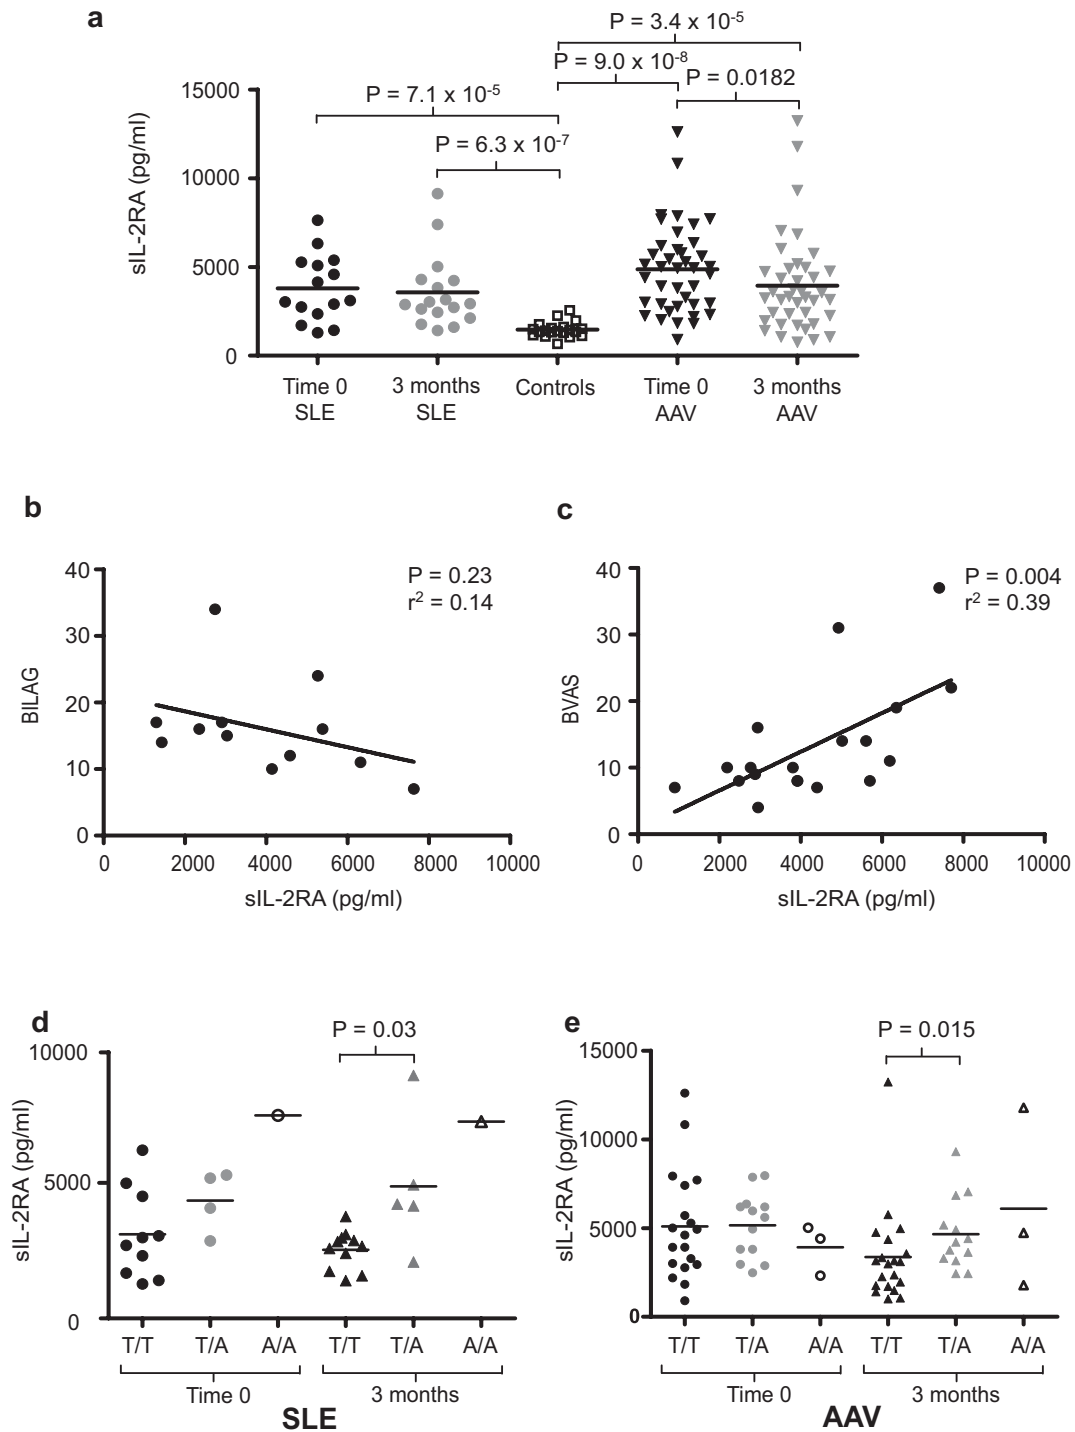 a
P = 3.4 x 10-5
P = 9.0 x 10-8
P = 0.0182
P = 7.1 x 10-5
P = 6.3 x 10-7
sIL-2RA (pg/ml)
15000
10000
5000
0
Time 0 SLE
3 months SLE
Controls
Time 0 AAV
3 months AAV
b
P = 0.23
r2 = 0.14
BILAG
40
30
20
10
0
0 2000 4000 6000 8000 10000
sIL-2RA (pg/ml)
c
P = 0.004
r2 = 0.39
BVAS
40
30
20
10
0
0 2000 4000 6000 8000 10000
sIL-2RA (pg/ml)
d
P = 0.03
sIL-2RA (pg/ml)
10000
5000
0
T/T T/A A/A T/T T/A A/A
Time 0 3 months
SLE
e
P = 0.015
sIL-2RA (pg/ml)
15000
10000
5000
0
T/T T/A A/A T/T T/A A/A
Time 0 3 months
AAV